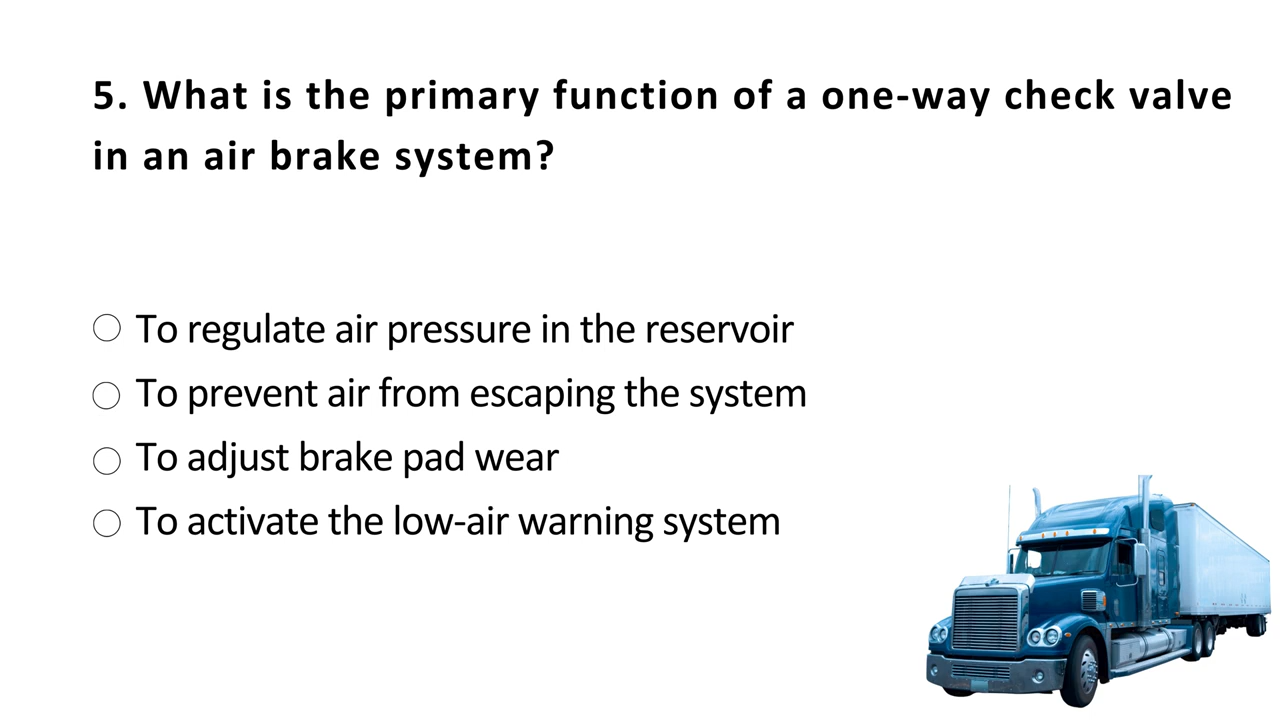 5. What is the primary function of a one-way check valve
in an air brake system?
To regulate air pressure in the reservoir
To prevent air from escaping the system
To adjust brake pad wear
To activate the low-air warning system